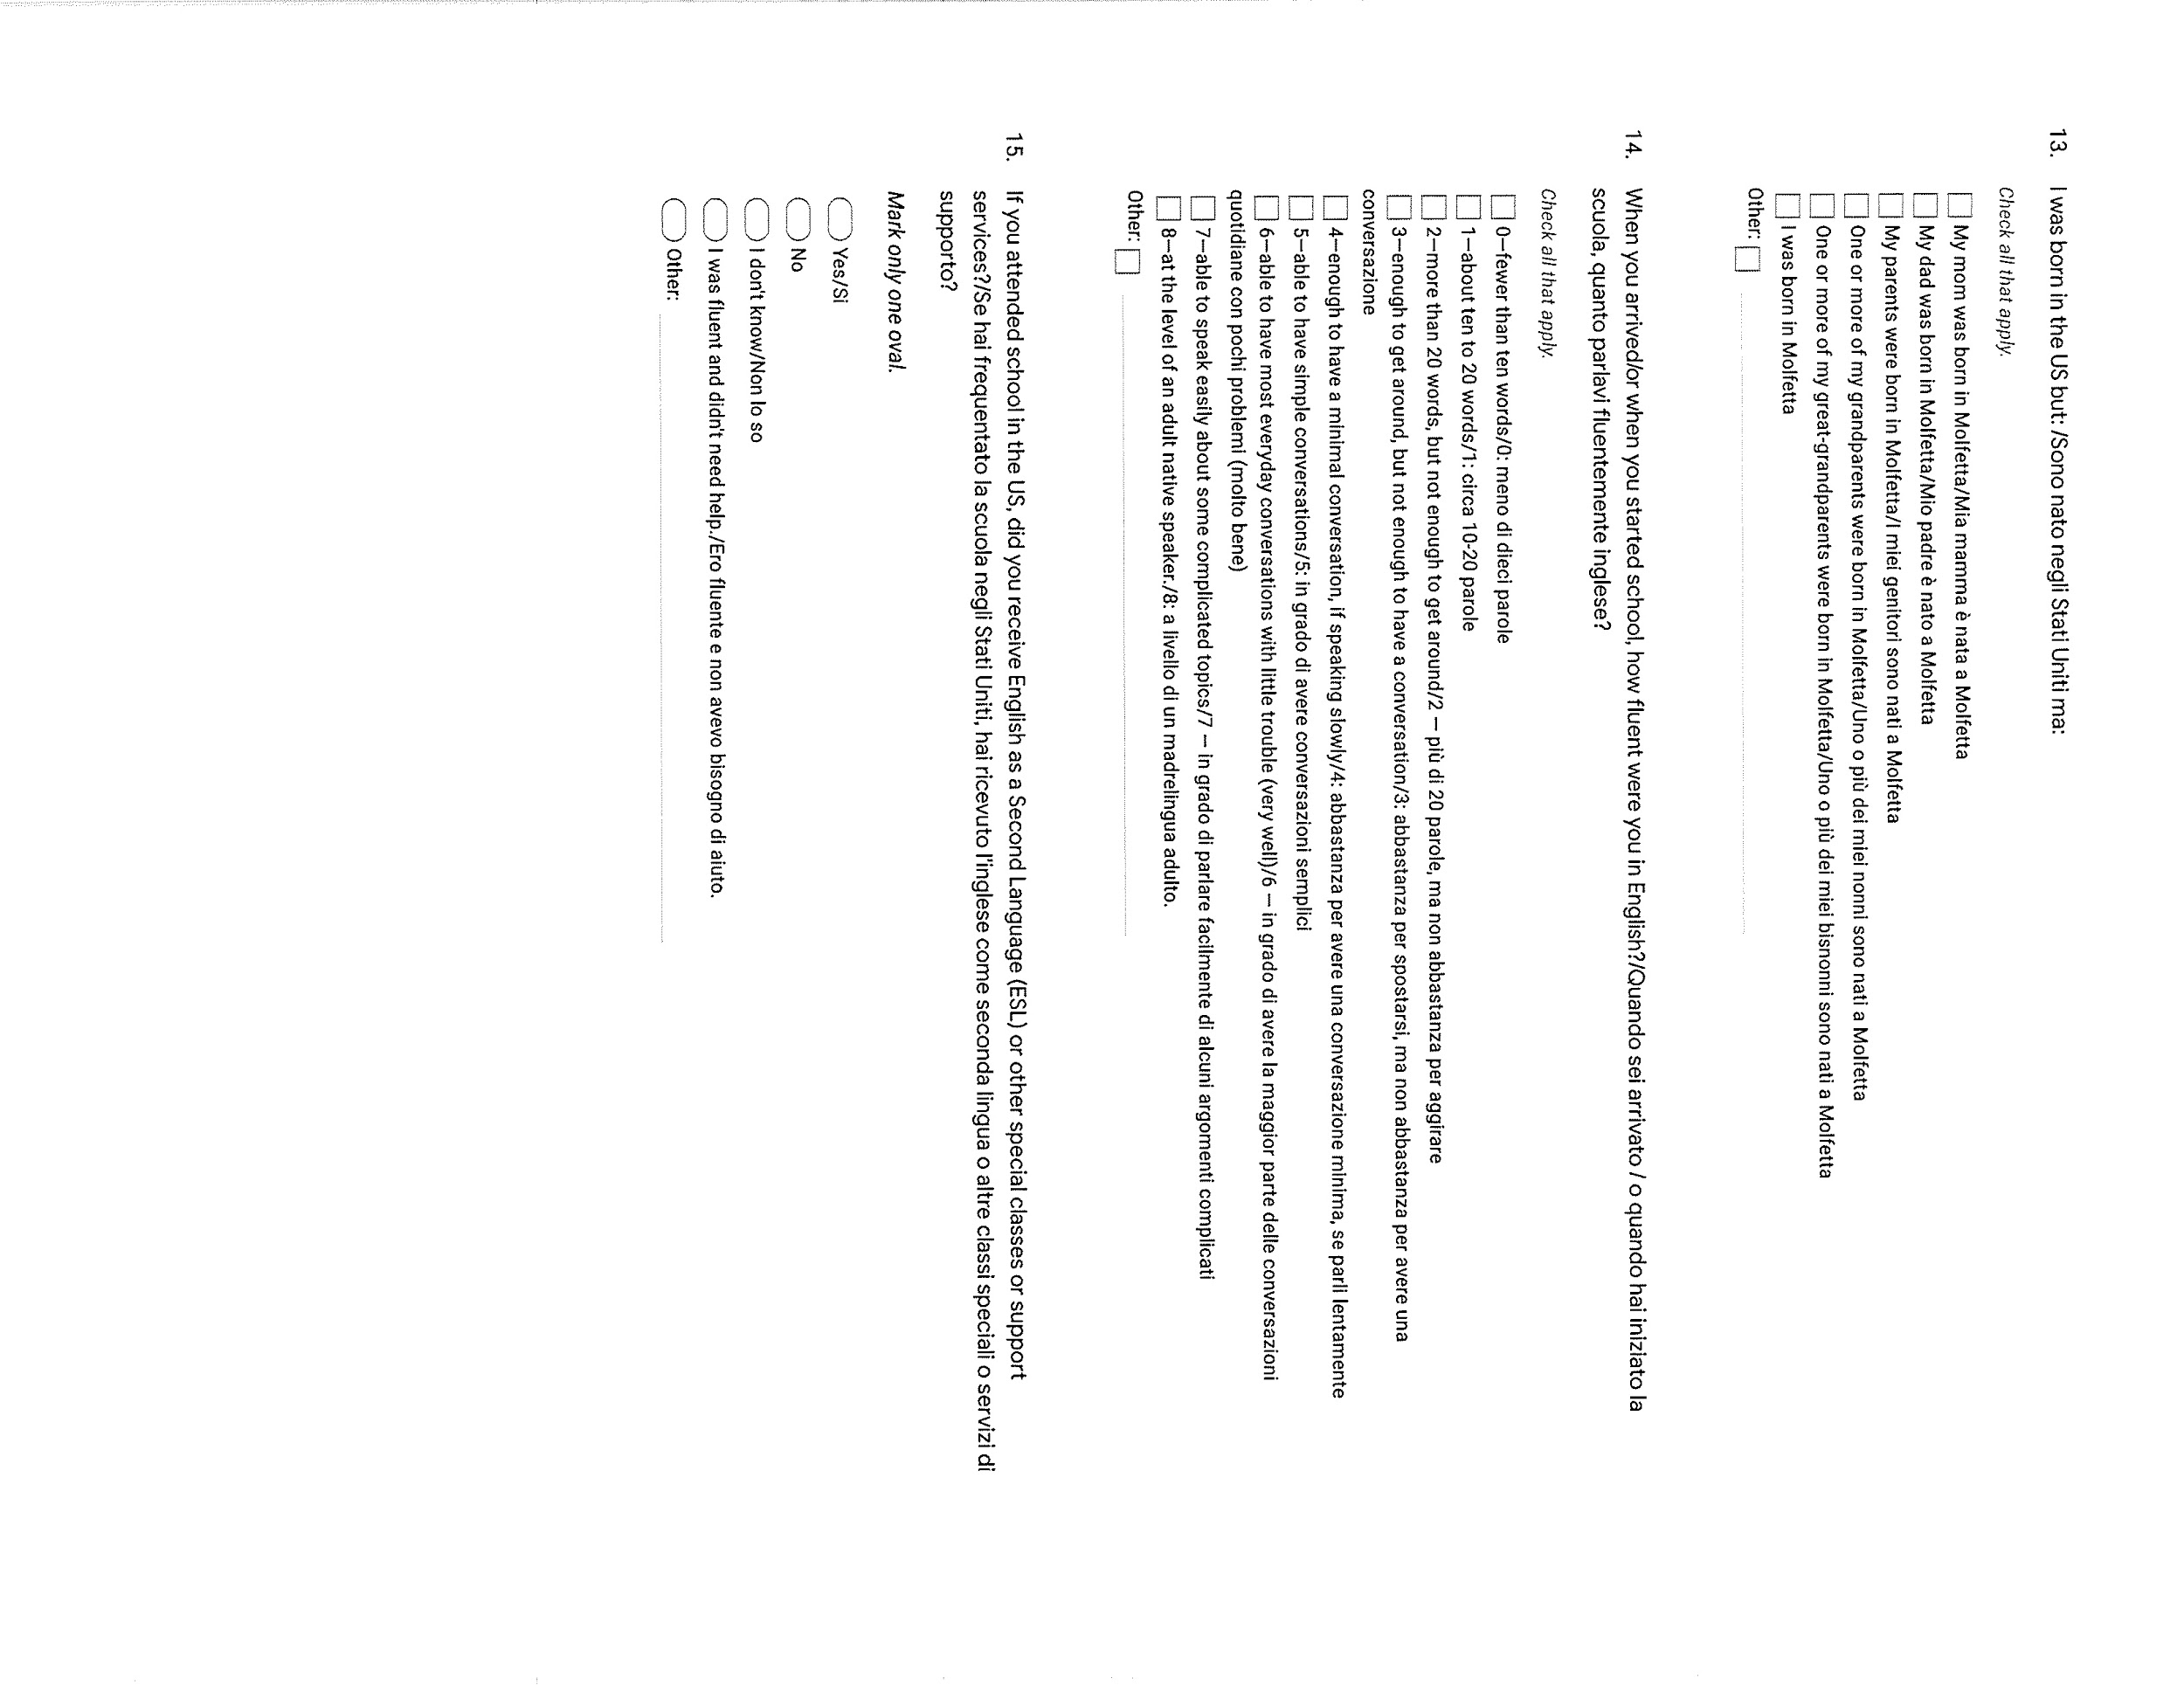 13. I was born in the US but: /Sono nato negli Stati Uniti ma:
Check all that apply.
My mom was born in Molfetta/Mia mamma è nata a Molfetta
My dad was born in Molfetta/Mio padre è nato a Molfetta
My parents were born in Molfetta/I miei genitori sono nati a Molfetta
One or more of my grandparents were born in Molfetta/Uno o più dei miei nonni sono nati a Molfetta
One or more of my great-grandparents were born in Molfetta/Uno o più dei miei bisnonni sono nati a Molfetta
I was born in Molfetta
Other:
14. When you arrived/or when you started school, how fluent were you in English?/Quando sei arrivato / o quando hai iniziato la
scuola, quanto parlavi fluentemente inglese?
Check all that apply.
0—fewer than ten words/0: meno di dieci parole
1—about ten to 20 words/1: circa 10-20 parole
2—more than 20 words, but not enough to get around/2 — più di 20 parole, ma non abbastanza per aggirare
3—enough to get around, but not enough to have a conversation/3: abbastanza per spostarsi, ma non abbastanza per avere una
conversazione
4—enough to have a minimal conversation, if speaking slowly/4: abbastanza per avere una conversazione minima, se parli lentamente
5—able to have simple conversations/5: in grado di avere conversazioni semplici
6—able to have most everyday conversations with little trouble (very well)/6 — in grado di avere la maggior parte delle conversazioni
quotidiane con pochi problemi (molto bene)
7—able to speak easily about some complicated topics/7 — in grado di parlare facilmente di alcuni argomenti complicati
8—at the level of an adult native speaker./8: a livello di un madrelingua adulto.
Other:
15. If you attended school in the US, did you receive English as a Second Language (ESL) or other special classes or support
services?/Se hai frequentato la scuola negli Stati Uniti, hai ricevuto l'inglese come seconda lingua o altre classi speciali o servizi di
supporto?
Mark only one oval.
Yes/Si
No
I don't know/Non lo so
I was fluent and didn't need help./Ero fluente e non avevo bisogno di aiuto.
Other: